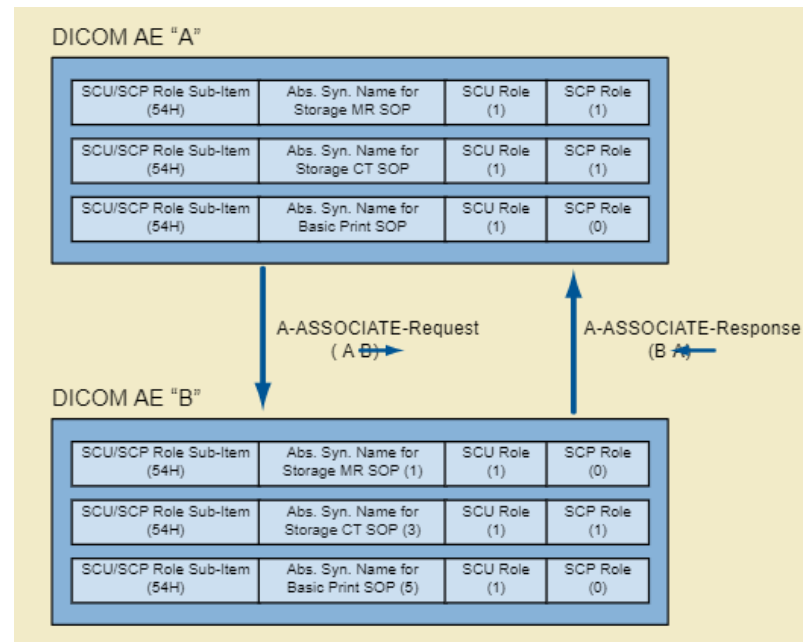 DICOM AE “A”
SCU/SCP Role Sub-Item
(54H)
Abs. Syn. Name for
Storage MR SOP
SCU Role
(1)
SCP Role
(1)
SCU/SCP Role Sub-Item
(54H)
Abs. Syn. Name for
Storage CT SOP
SCU Role
(1)
SCP Role
(1)
SCU/SCP Role Sub-Item
(54H)
Abs. Syn. Name for
Basic Print SOP
SCU Role
(1)
SCP Role
(0)
A-ASSOCIATE-Request
( A B)
A-ASSOCIATE-Response
(B A)
DICOM AE “B”
SCU/SCP Role Sub-Item
(54H)
Abs. Syn. Name for
Storage MR SOP (1)
SCU Role
(1)
SCP Role
(0)
SCU/SCP Role Sub-Item
(54H)
Abs. Syn. Name for
Storage CT SOP (3)
SCU Role
(1)
SCP Role
(1)
SCU/SCP Role Sub-Item
(54H)
Abs. Syn. Name for
Basic Print SOP (5)
SCU Role
(1)
SCP Role
(0)